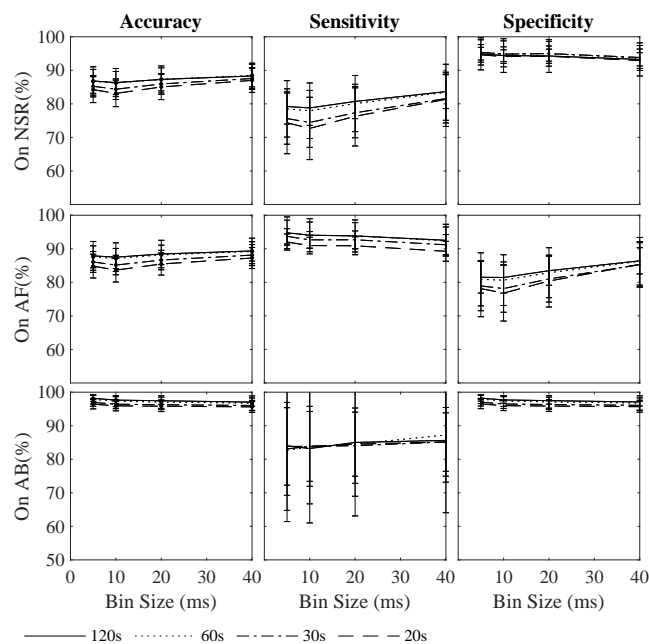 Accuracy Sensitivity Specificity
100
90
80
70
60
On NSR(%)
100
90
80
70
60
On AF(%)
100
90
80
70
60
50
On AB(%)
0 10 20 30 40 10 20 30 40 10 20 30 40
Bin Size (ms) Bin Size (ms) Bin Size (ms)
120s 60s 30s 20s